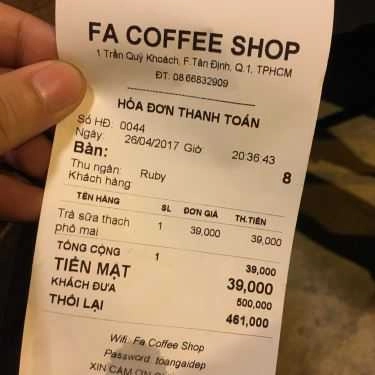 FA COFFEE SHOP
1 Trần Quý Khoách, F.Tân Định, Q.1, TPHCM
ĐT: 0866832909
HÓA ĐƠN THANH TOÁN
Số HĐ: 0044
Ngày: 26/04/2017 Giờ 20:36:43
Bàn: 8
Thu ngân: Ruby
Khách hàng
TÊN HÀNG SL ĐƠN GIÁ TH.TIỀN
Trà sữa thạch 1 39,000 39,000
phô mai
TỔNG CỘNG 1 39,000
TIỀN MẶT 39,000
KHÁCH ĐƯA 500,000
THỐI LẠI 461,000
Wifi: Fa Coffee Shop
Password: toangaidep
XIN CẢM ƠN